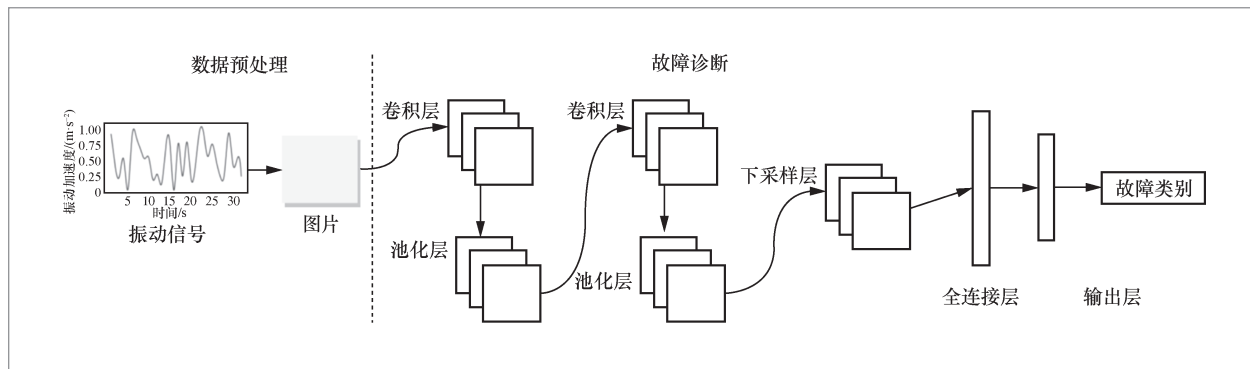 数据预处理
故障诊断
振动加速度/(m·s⁻²)
1.00
0.75
0.50
0.25
0
5 10 15 20 25 30
时间/s
振动信号
图片
卷积层
池化层
卷积层
池化层
下采样层
全连接层
输出层
故障类别